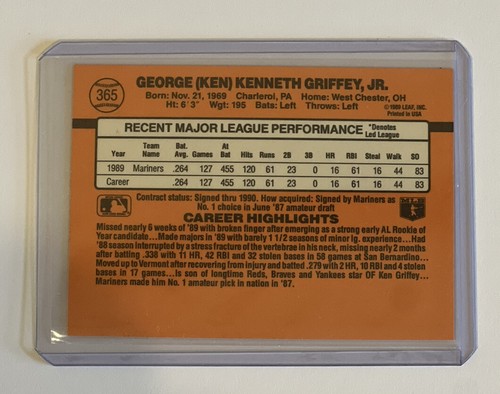 365
GEORGE (KEN) KENNETH GRIFFEY, JR.
Born: Nov. 21, 1969 Charleroi, PA Home: West Chester, OH
Ht: 6'3" Wgt: 195 Bats: Left Throws: Left
©1989 LEAF, INC.
Printed in USA
RECENT MAJOR LEAGUE PERFORMANCE *Denotes Led League
Year Team Name Bat. Avg. Games At Bat Hits Runs 2B 3B HR RBI Steal Walk SO
1989 Mariners .264 127 455 120 61 23 0 16 61 16 44 83
Career .264 127 455 120 61 23 0 16 61 16 44 83
Contract status: Signed thru 1990. How acquired: Signed by Mariners as
No. 1 choice in June '87 amateur draft
MLB
CAREER HIGHLIGHTS
Missed nearly 6 weeks of '89 with broken finger after emerging as a strong early AL Rookie of
Year candidate...Made majors in '89 with barely 1 1/2 seasons of minor lg. experience...Had
'88 season interrupted by a stress fracture of the vertebrae in his neck, missing nearly 2 months
after batting .338 with 11 HR, 42 RBI and 32 stolen bases in 58 games at San Bernardino...
Moved up to Vermont after recovering from injury and batted .279 with 2 HR, 10 RBI and 4 stolen
bases in 17 games...Is son of longtime Reds, Braves and Yankees star OF Ken Griffey...
Mariners made him No. 1 amateur pick in nation in '87.